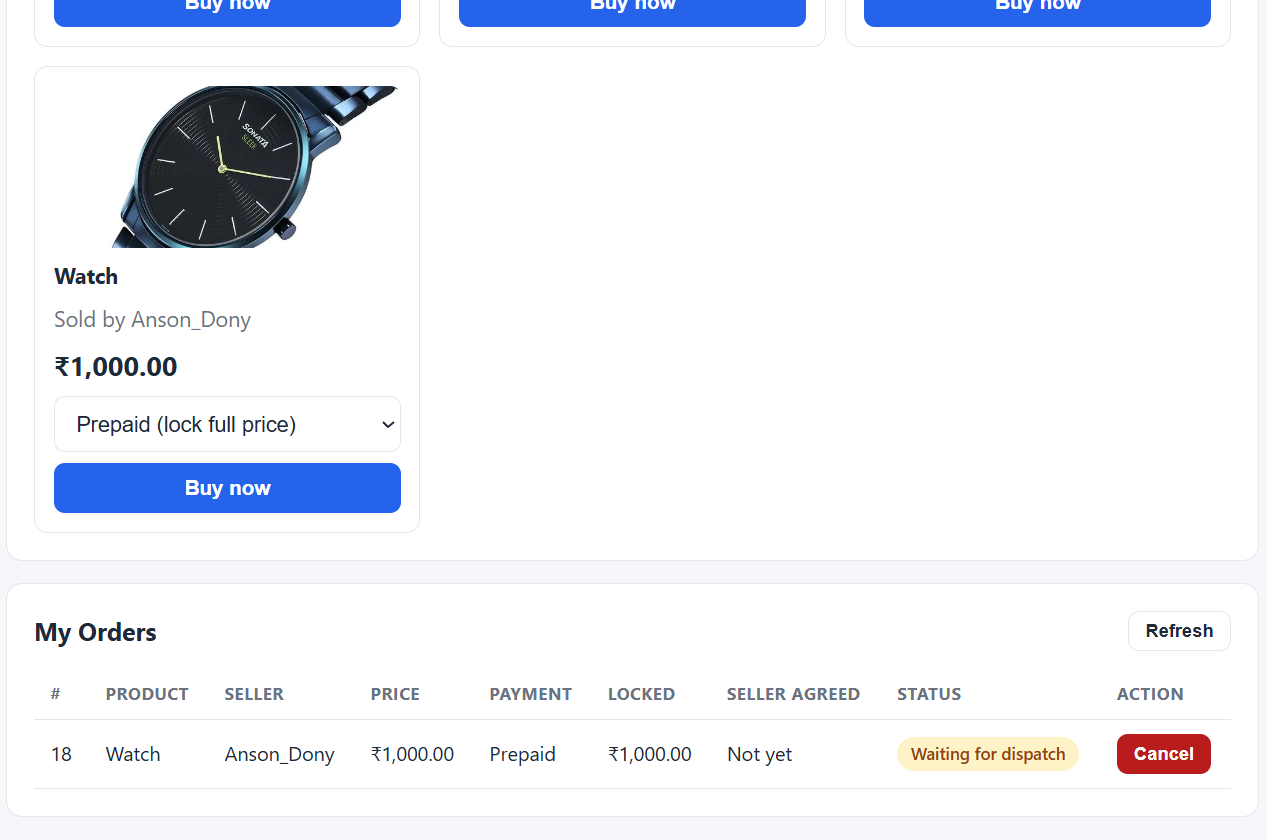 Buy now Buy now Buy now
SONATA
SLEEK
Watch
Sold by Anson_Dony
₹1,000.00
Prepaid (lock full price)
Buy now
My Orders Refresh
# PRODUCT SELLER PRICE PAYMENT LOCKED SELLER AGREED STATUS ACTION
18 Watch Anson_Dony ₹1,000.00 Prepaid ₹1,000.00 Not yet Waiting for dispatch Cancel